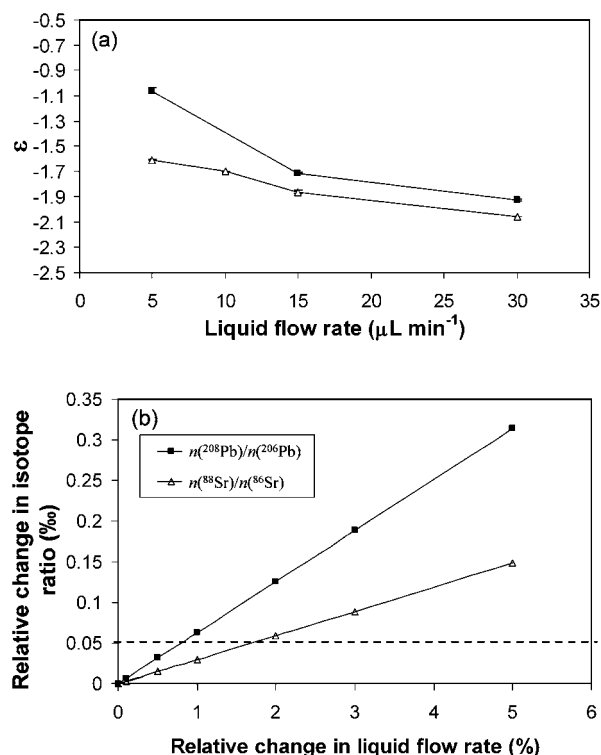 (a)
-0.5
-0.7
-0.9
-1.1
-1.3
-1.5
-1.7
-1.9
-2.1
-2.3
-2.5
ε
0 5 10 15 20 25 30 35
Liquid flow rate (μL min⁻¹)
(b)
n(²⁰⁸Pb)/n(²⁰⁶Pb)
n(⁸⁸Sr)/n(⁸⁶Sr)
0.35
0.3
0.25
0.2
0.15
0.1
0.05
0
Relative change in isotope
ratio (‰)
0 1 2 3 4 5 6
Relative change in liquid flow rate (%)